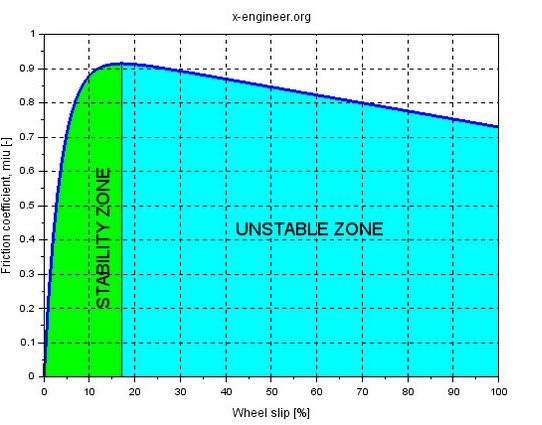 x-engineer.org
1
0.9
0.8
0.7
0.6
0.5
0.4
0.3
0.2
0.1
0
Friction coefficient, miu [-]
STABILITY ZONE
UNSTABLE ZONE
0 10 20 30 40 50 60 70 80 90 100
Wheel slip [%]